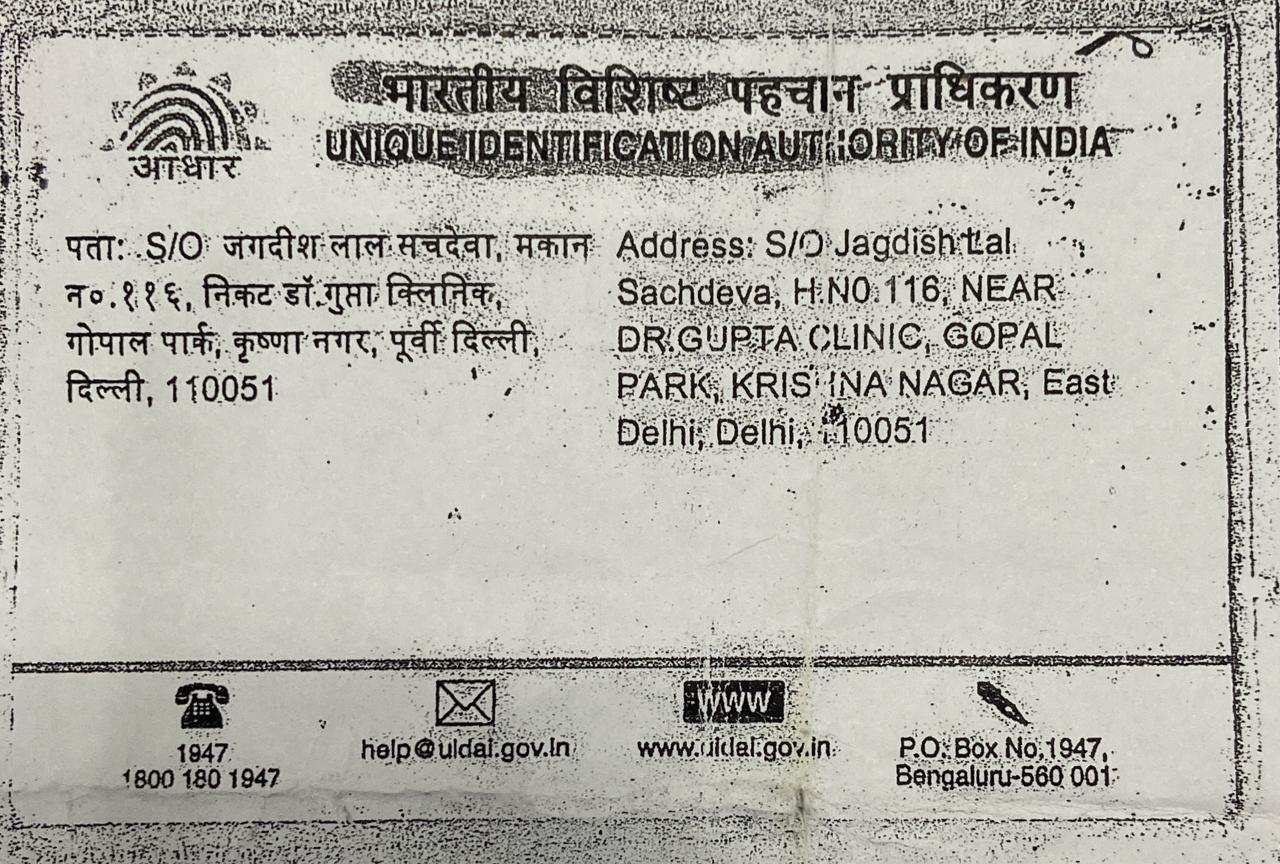 आधार
भारतीय विशिष्ट पहचान प्राधिकरण
UNIQUE IDENTIFICATION AUTHORITY OF INDIA
पता: S/O जगदीश लाल सचदेवा, मकान
न०.११६, निकट डॉ.गुप्ता क्लिनिक,
गोपाल पार्क, कृष्णा नगर, पूर्वी दिल्ली,
दिल्ली, 110051
Address: S/O Jagdish Lal
Sachdeva, H.NO.116, NEAR
DR.GUPTA CLINIC, GOPAL
PARK, KRISHNA NAGAR, East
Delhi, Delhi, 110051
1947
1800 180 1947
help@uidai.gov.in
www
www.uidai.gov.in
P.O. Box No.1947,
Bengaluru-560 001